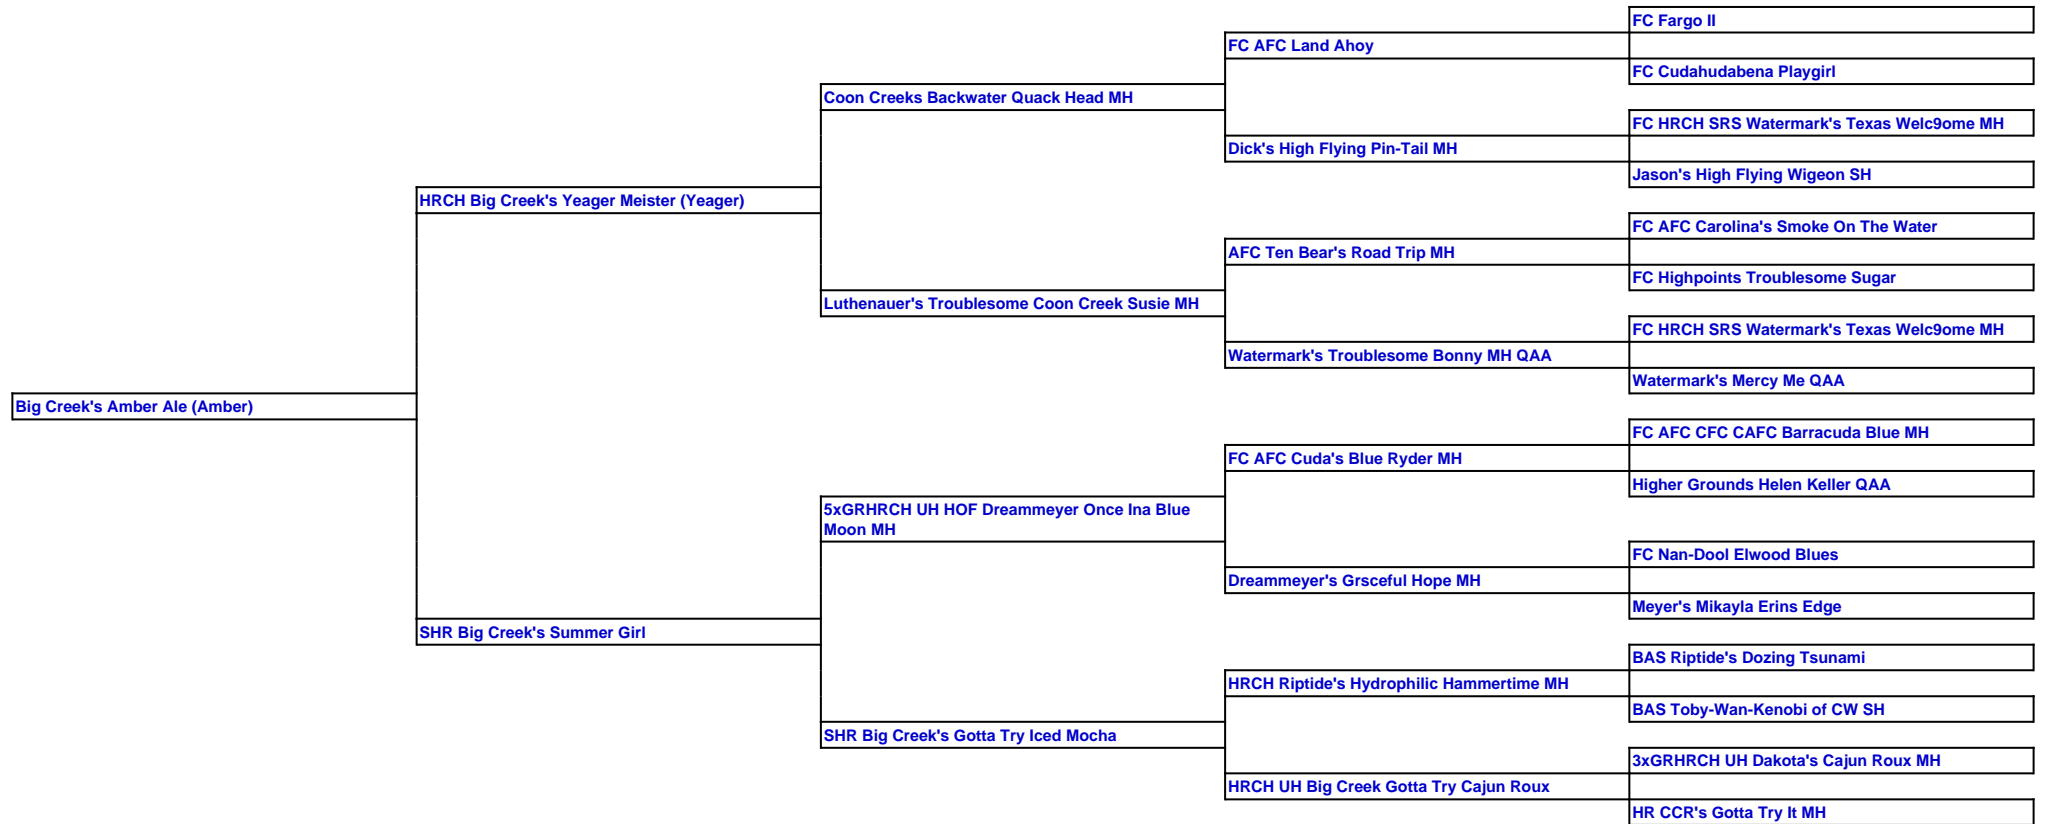 FC Fargo II
FC AFC Land Ahoy
FC Cudahudabena Playgirl
Coon Creeks Backwater Quack Head MH
FC HRCH SRS Watermark's Texas Welc9ome MH
Dick's High Flying Pin-Tail MH
Jason's High Flying Wigeon SH
HRCH Big Creek's Yeager Meister (Yeager)
FC AFC Carolina's Smoke On The Water
AFC Ten Bear's Road Trip MH
FC Highpoints Troublesome Sugar
Luthenauer's Troublesome Coon Creek Susie MH
FC HRCH SRS Watermark's Texas Welc9ome MH
Watermark's Troublesome Bonny MH QAA
Watermark's Mercy Me QAA
Big Creek's Amber Ale (Amber)
FC AFC CFC CAFC Barracuda Blue MH
FC AFC Cuda's Blue Ryder MH
Higher Grounds Helen Keller QAA
5xGRHRCH UH HOF Dreammeyer Once Ina Blue
Moon MH
FC Nan-Dool Elwood Blues
Dreammeyer's Grsceful Hope MH
Meyer's Mikayla Erins Edge
SHR Big Creek's Summer Girl
BAS Riptide's Dozing Tsunami
HRCH Riptide's Hydrophilic Hammertime MH
BAS Toby-Wan-Kenobi of CW SH
SHR Big Creek's Gotta Try Iced Mocha
3xGRHRCH UH Dakota's Cajun Roux MH
HRCH UH Big Creek Gotta Try Cajun Roux
HR CCR's Gotta Try It MH